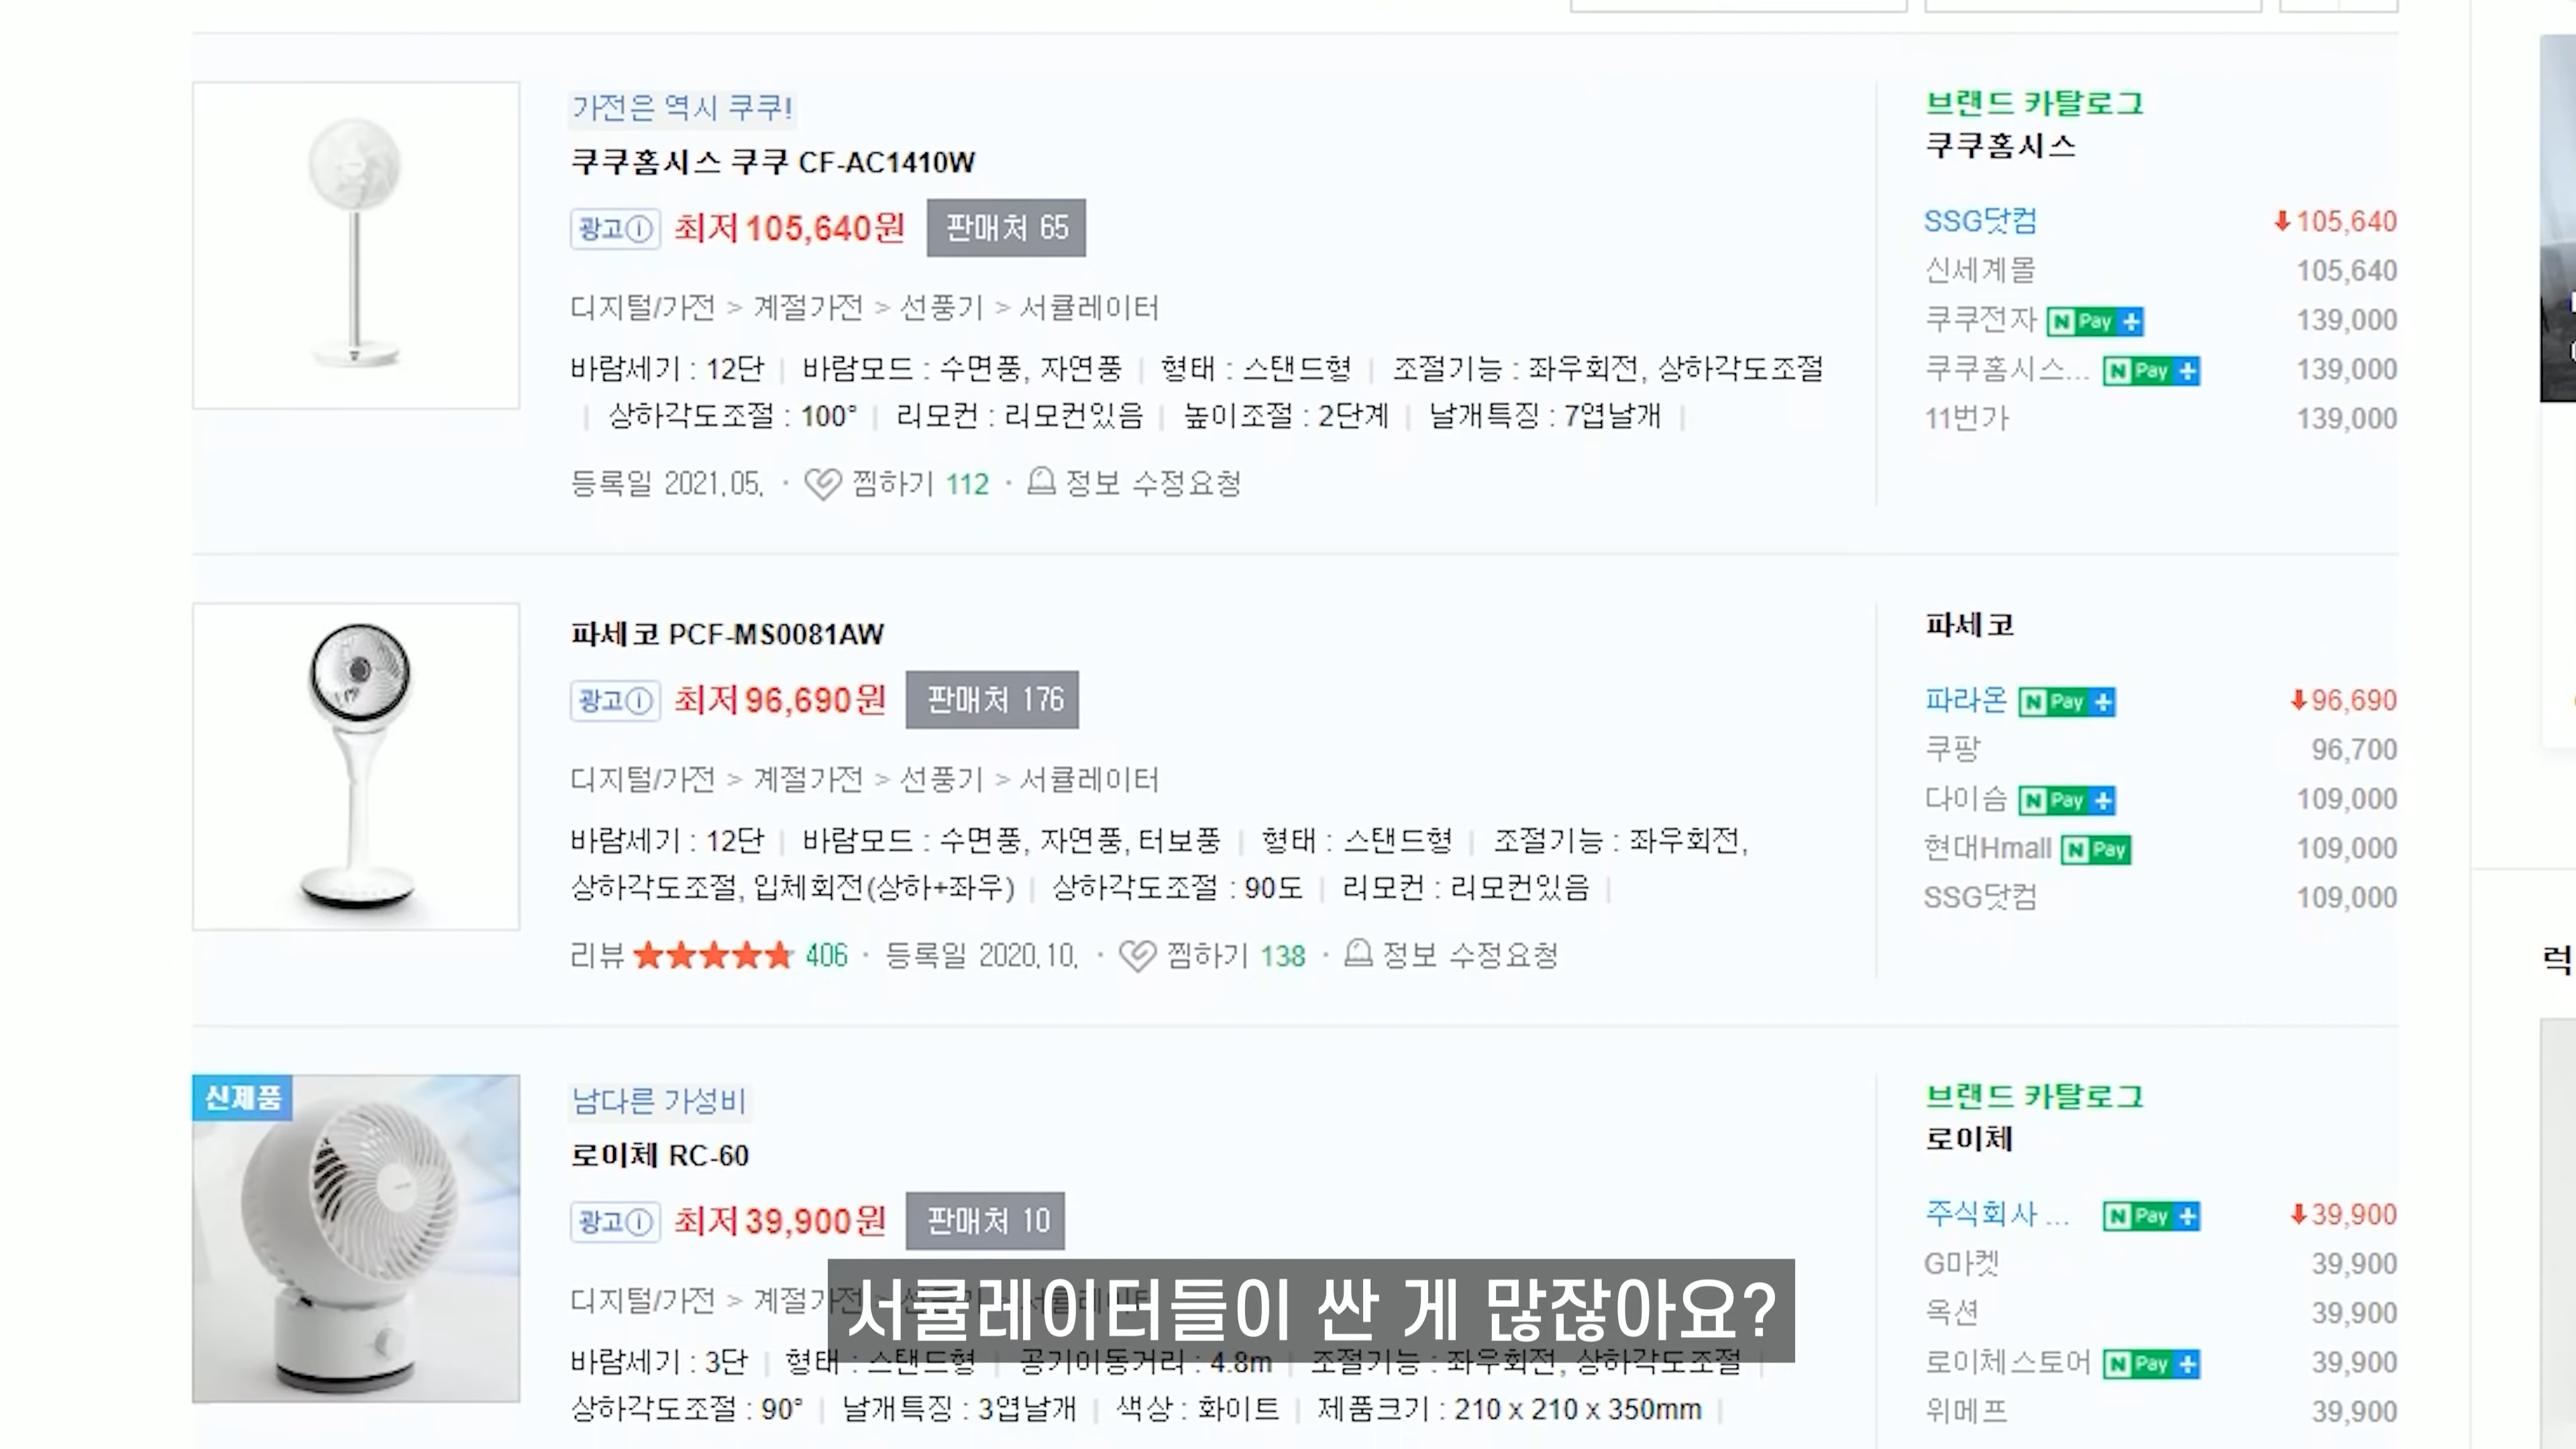 가전은 역시 쿠쿠!
쿠쿠홈시스 쿠쿠 CF-AC1410W
광고 최저 105,640원 판매처 65
디지털/가전 > 계절가전 > 선풍기 > 서큘레이터
바람세기 : 12단 | 바람모드 : 수면풍, 자연풍 | 형태 : 스탠드형 | 조절기능 : 좌우회전, 상하각도조절
| 상하각도조절 : 100° | 리모컨 : 리모컨있음 | 높이조절 : 2단계 | 날개특징 : 7엽날개 |
등록일 2021.05. · 찜하기 112 · 정보 수정요청
브랜드 카탈로그
쿠쿠홈시스
SSG닷컴 105,640
신세계몰 105,640
쿠쿠전자 N Pay + 139,000
쿠쿠홈시스... N Pay + 139,000
11번가 139,000
파세코 PCF-MS0081AW
광고 최저 96,690원 판매처 176
디지털/가전 > 계절가전 > 선풍기 > 서큘레이터
바람세기 : 12단 | 바람모드 : 수면풍, 자연풍, 터보풍 | 형태 : 스탠드형 | 조절기능 : 좌우회전,
상하각도조절, 입체회전(상하+좌우) | 상하각도조절 : 90도 | 리모컨 : 리모컨있음 |
리뷰 406 · 등록일 2020.10. · 찜하기 138 · 정보 수정요청
파세코
파라온 N Pay + 96,690
쿠팡 96,700
다이슴 N Pay + 109,000
현대Hmall N Pay 109,000
SSG닷컴 109,000
신제품
남다른 가성비
로이체 RC-60
광고 최저 39,900원 판매처 10
디지털/가전 > 계절가전
서큘레이터들이 싼 게 많잖아요?
바람세기 : 3단 | 형태 : 스탠드형 | 공기이동거리 : 4.8m | 조절기능 : 좌우회전, 상하각도조절 |
상하각도조절 : 90° | 날개특징 : 3엽날개 | 색상 : 화이트 | 제품크기 : 210 x 210 x 350mm |
브랜드 카탈로그
로이체
주식회사 ... N Pay + 39,900
G마켓 39,900
옥션 39,900
로이체스토어 N Pay + 39,900
위메프 39,900
럭